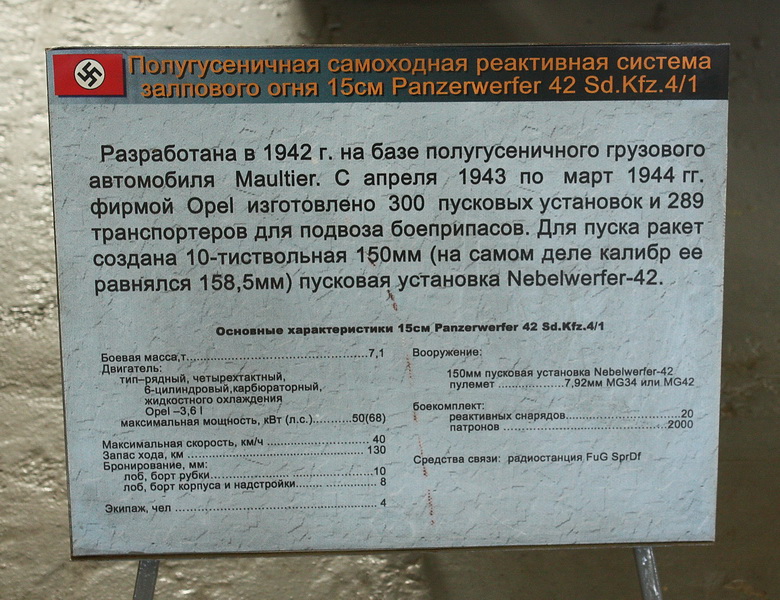 Полугусеничная самоходная реактивная система
залпового огня 15см Panzerwerfer 42 Sd.Kfz.4/1
Разработана в 1942 г. на базе полугусеничного грузового
автомобиля Maultier. С апреля 1943 по март 1944 гг.
фирмой Opel изготовлено 300 пусковых установок и 289
транспортеров для подвоза боеприпасов. Для пуска ракет
создана 10-тиствольная 150мм (на самом деле калибр ее
равнялся 158,5мм) пусковая установка Nebelwerfer-42.
Основные характеристики 15см Panzerwerfer 42 Sd.Kfz.4/1
Боевая масса,т.......................................7,1
Двигатель:
тип–рядный, четырехтактный,
6-цилиндровый,карбюраторный,
жидкостного охлаждения
Opel –3,6 l
максимальная мощность, кВт (л.с.)...........50(68)
Максимальная скорость, км/ч ........................ 40
Запас хода, км .......................................... 130
Бронирование, мм:
лоб, борт рубки.......................................10
лоб, борт корпуса и надстройки..................... 8
Экипаж, чел ............................................. 4
Вооружение:
150мм пусковая установка Nebelwerfer-42
пулемет .................7,92мм MG34 или MG42
боекомплект:
реактивных снарядов..............................20
патронов .............................................2000
Средства связи: радиостанция FuG SprDf